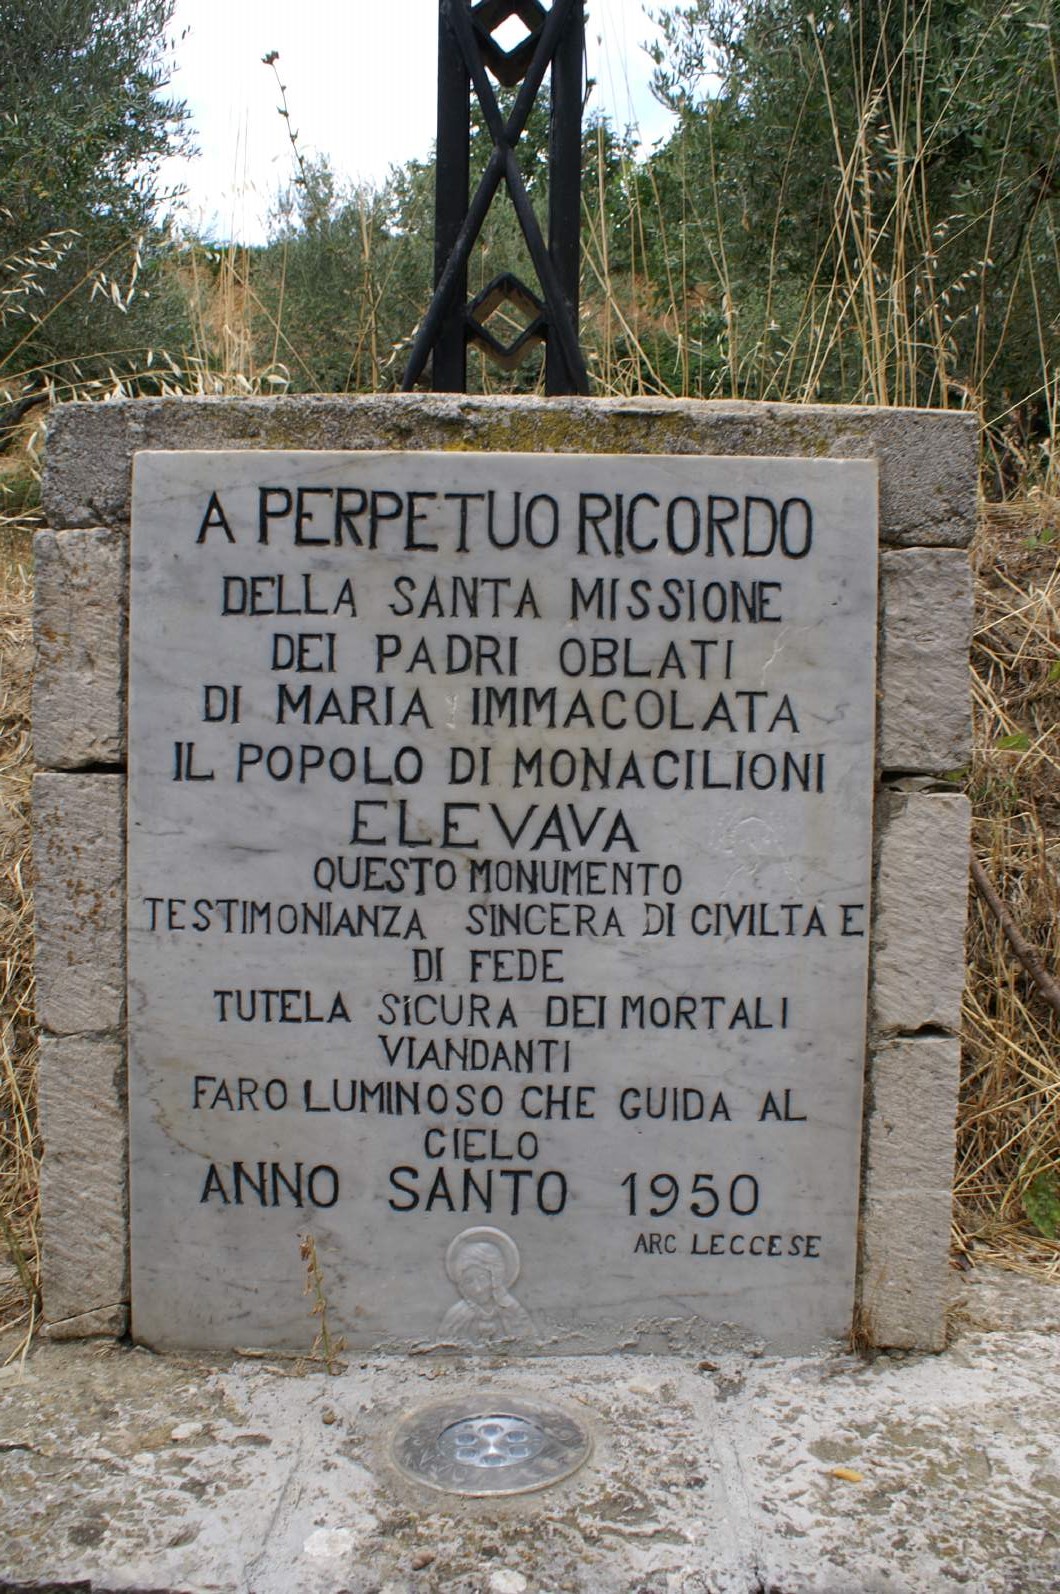 A PERPETUO RICORDO
DELLA SANTA MISSIONE
DEI PADRI OBLATI
DI MARIA IMMACOLATA
IL POPOLO DI MONACILIONI
ELEVAVA
QUESTO MONUMENTO
TESTIMONIANZA SINCERA DI CIVILTA E
DI FEDE
TUTELA SICURA DEI MORTALI
VIANDANTI
FARO LUMINOSO CHE GUIDA AL
CIELO
ANNO SANTO 1950
ARC LECCESE